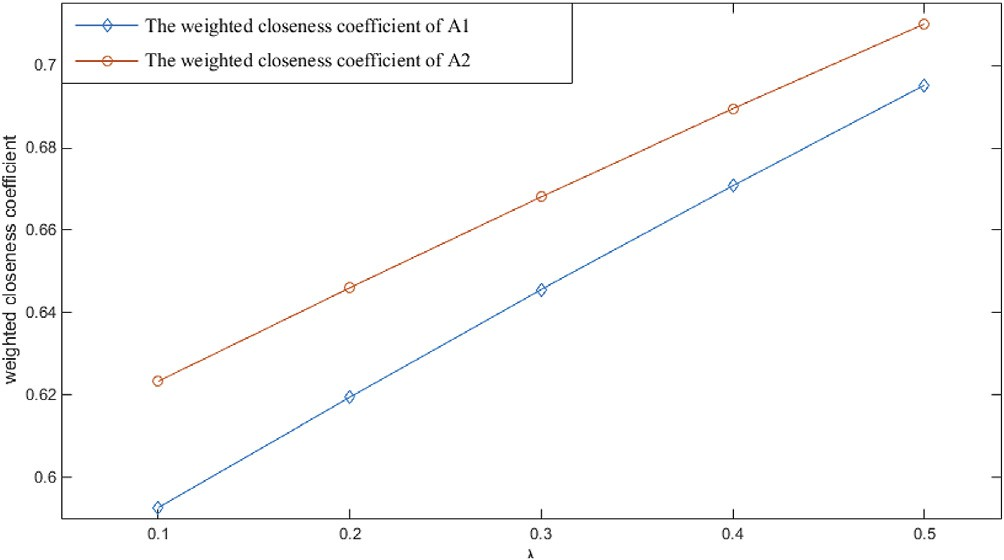 The weighted closeness coefficient of A1
The weighted closeness coefficient of A2
weighted closeness coefficient
0.7
0.68
0.66
0.64
0.62
0.6
0.1 0.2 0.3 0.4 0.5
λ